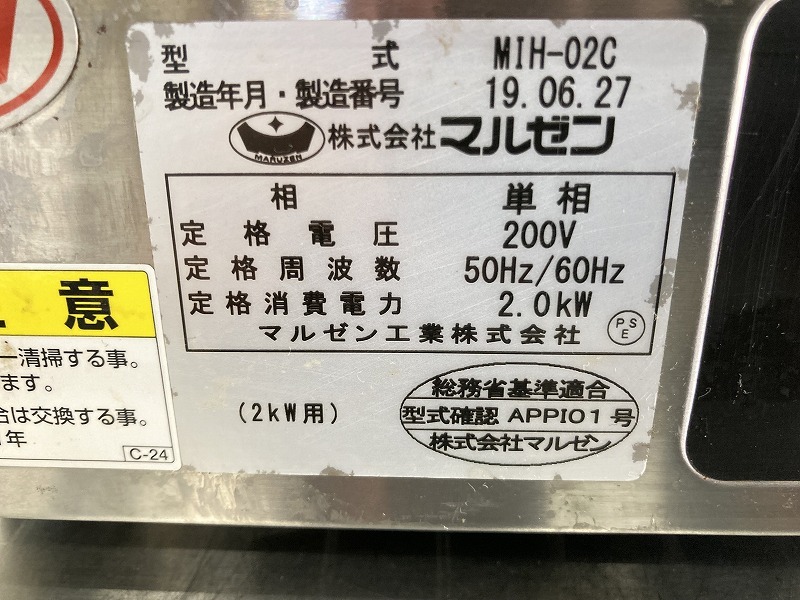 型式 MIH-02C
製造年月・製造番号 19.06.27
MARUZEN 株式会社マルゼン
相 単相
定格電圧 200V
定格周波数 50Hz/60Hz
定格消費電力 2.0kW
マルゼン工業株式会社 PSE
(2kW用)
総務省基準適合
型式確認 APPI01号
株式会社マルゼン
意
清掃する事。
ます。
は交換する事。
年
C-24